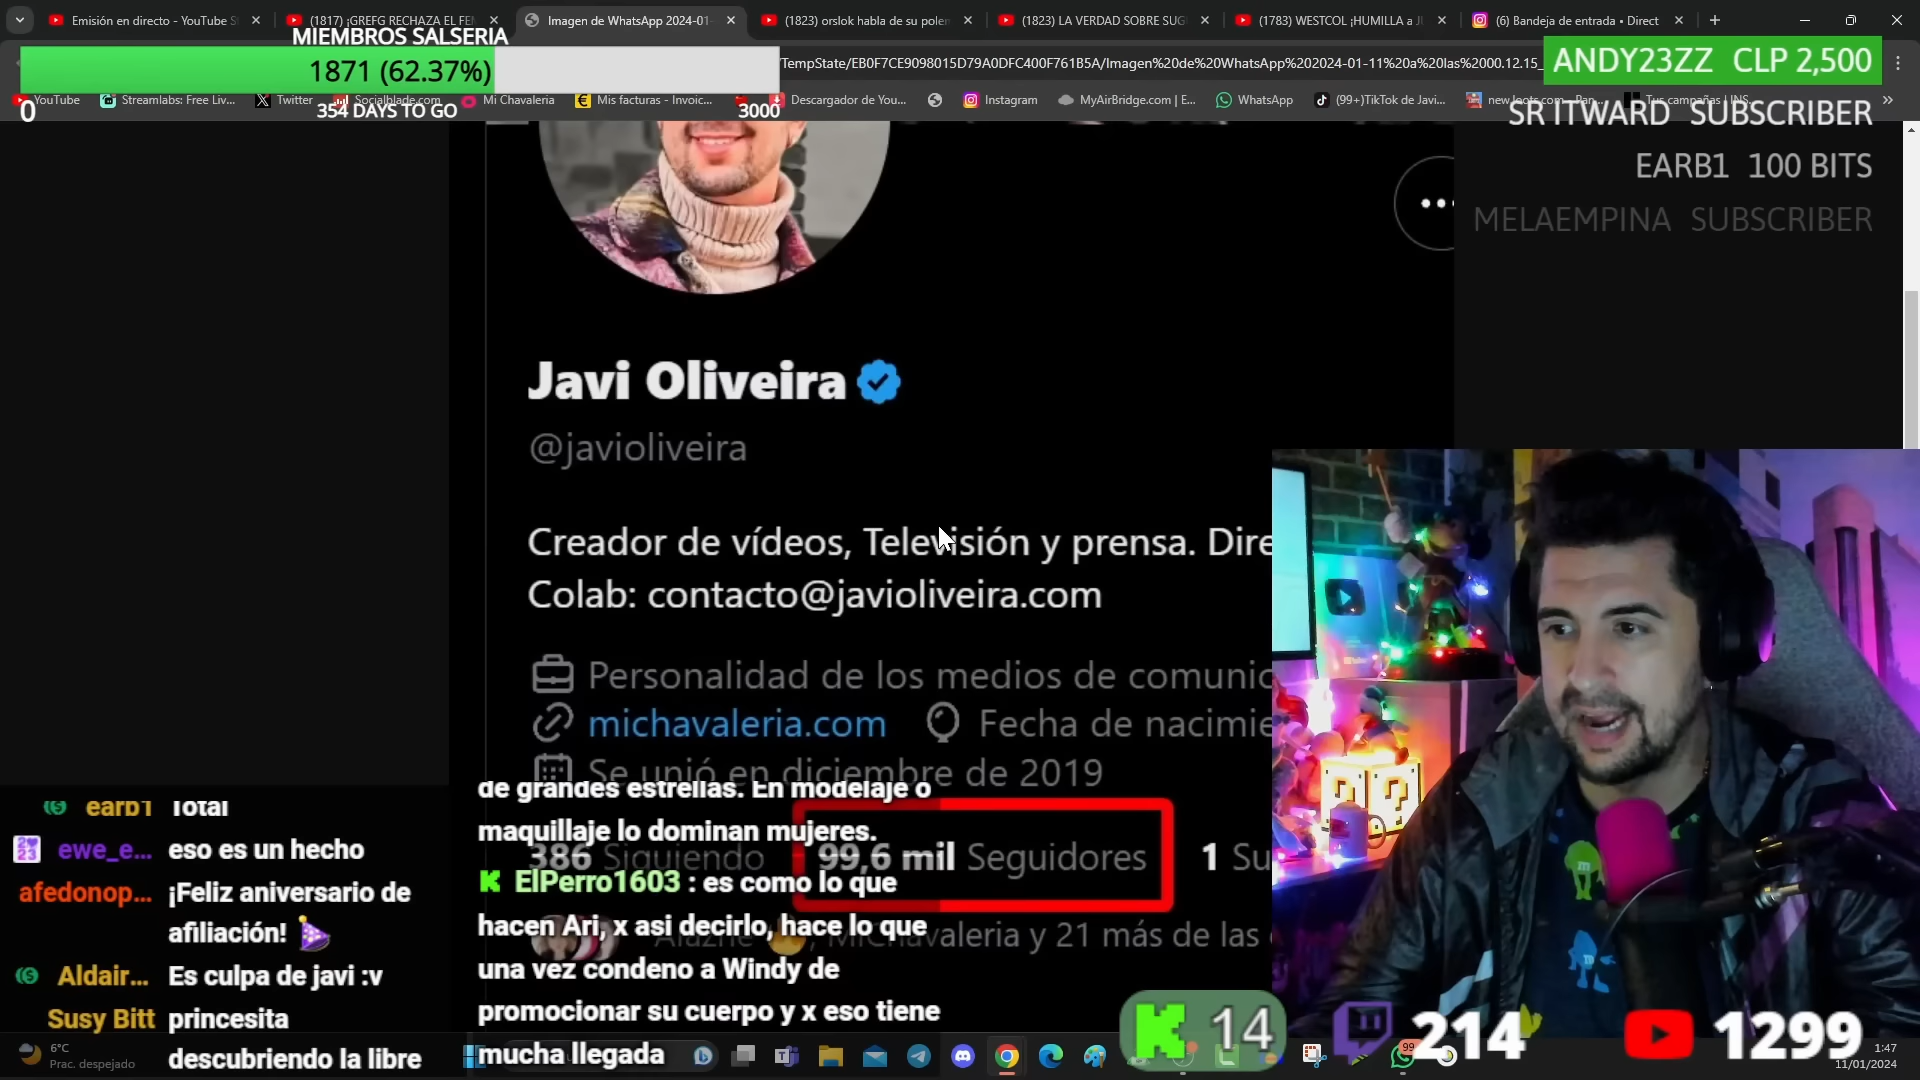 Emisión en directo - YouTube S
(1817) ¡GREFG RECHAZA EL FE
Imagen de WhatsApp 2024-01-
(1823) orslok habla de su polem
(1823) LA VERDAD SOBRE SUG
(1783) WESTCOL ¡HUMILLA a J
(6) Bandeja de entrada • Direct
MIEMBROS SALSERIA
1871 (62.37%)
0
354 DAYS TO GO
3000
/TempState/EB0F7CE9098015D79A0DFC400F761B5A/Imagen%20de%20WhatsApp%202024-01-11%20a%20las%2000.12.15_
YouTube
Streamlabs: Free Liv...
Twitter
Socialblade.com
Mi Chavaleria
Mis facturas - Invoic...
Descargador de You...
Instagram
MyAirBridge.com | E...
WhatsApp
(99+)TikTok de Javi...
ANDY23ZZ CLP 2,500
SR ITWARD SUBSCRIBER
EARB1 100 BITS
MELAEMPINA SUBSCRIBER
Javi Oliveira
@javioliveira
Creador de vídeos, Televisión y prensa. Dire
Colab: contacto@javioliveira.com
Personalidad de los medios de comunic
michavaleria.com Fecha de nacimie
Se unió en diciembre de 2019
386 Siguiendo 99,6 mil Seguidores 1 Su
valeria y 21 más de las
earb1 Total
ewe_e... eso es un hecho
afedonop... ¡Feliz aniversario de
afiliación!
Aldair... Es culpa de javi :v
Susy Bitt princesita
descubriendo la libre
de grandes estrellas. En modelaje o
maquillaje lo dominan mujeres.
ElPerro1603 : es como lo que
hacen Ari, x asi decirlo, hace lo que
una vez condeno a Windy de
promocionar su cuerpo y x eso tiene
mucha llegada
K 14
214
1299
6°C
Prac. despejado
99
1:47
11/01/2024